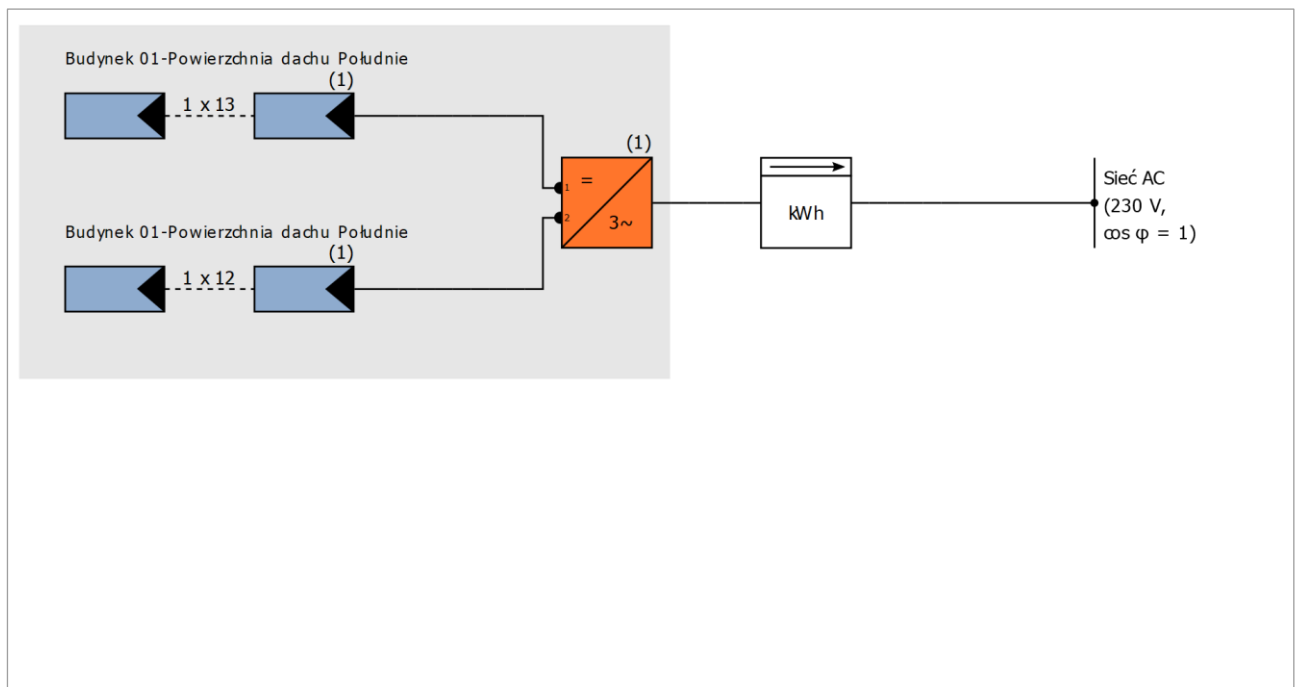 Budynek 01-Powierzchnia dachu Południe
(1)
1 x 13
(1)
1
=
2
3~
Budynek 01-Powierzchnia dachu Południe
(1)
1 x 12
kWh
Sieć AC
(230 V,
cos φ = 1)